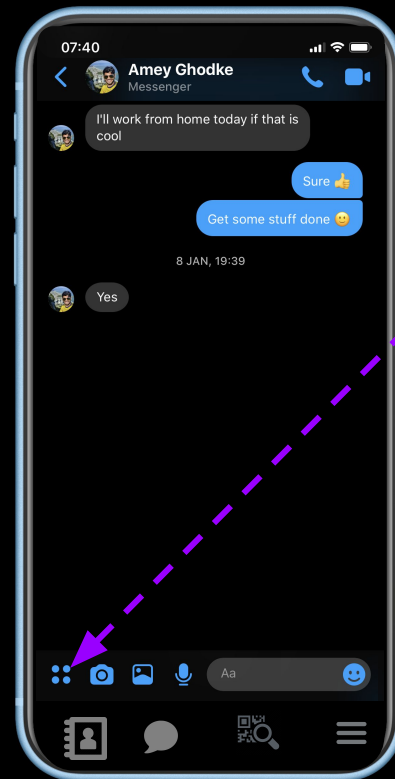 07:40
Amey Ghodke
Messenger
I'll work from home today if that is
cool
Sure 👍
Get some stuff done 🙂
8 JAN, 19:39
Yes
Aa